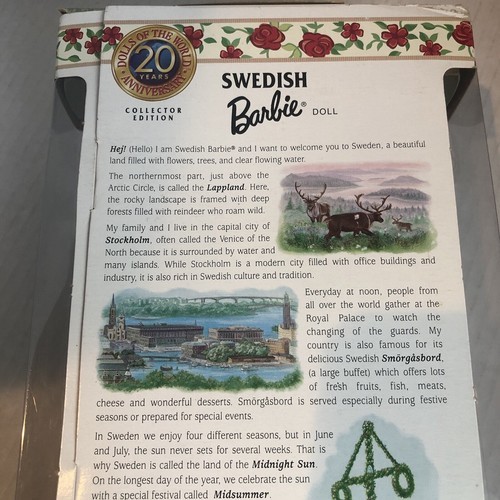 DOLLS OF THE WORLD
20
YEARS
ANNIVERSARY
COLLECTOR
EDITION
SWEDISH
Barbie® DOLL
Hej! (Hello) I am Swedish Barbie® and I want to welcome you to Sweden, a beautiful
land filled with flowers, trees, and clear flowing water.
The northernmost part, just above the
Arctic Circle, is called the Lappland. Here,
the rocky landscape is framed with deep
forests filled with reindeer who roam wild.
My family and I live in the capital city of
Stockholm, often called the Venice of the
North because it is surrounded by water and
many islands. While Stockholm is a modern city filled with office buildings and
industry, it is also rich in Swedish culture and tradition.
Everyday at noon, people from
all over the world gather at the
Royal Palace to watch the
changing of the guards. My
country is also famous for its
delicious Swedish Smörgåsbord,
(a large buffet) which offers lots
of fresh fruits, fish, meats,
cheese and wonderful desserts. Smörgåsbord is served especially during festive
seasons or prepared for special events.
In Sweden we enjoy four different seasons, but in June
and July, the sun never sets for several weeks. That is
why Sweden is called the land of the Midnight Sun.
On the longest day of the year, we celebrate the sun
with a special festival called Midsummer.